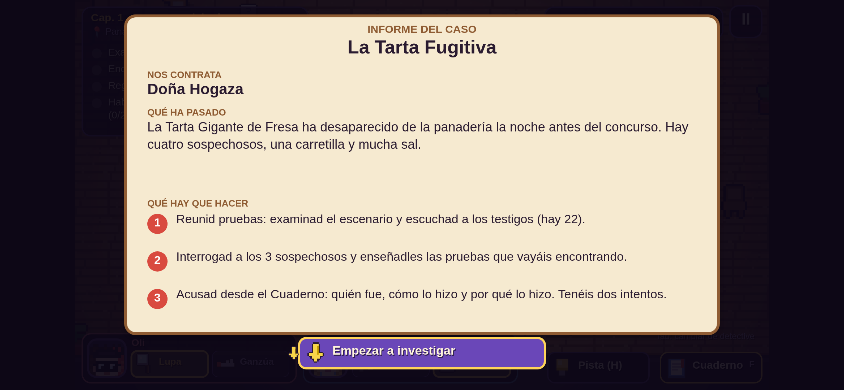 Cap. 1
INFORME DEL CASO
La Tarta Fugitiva
NOS CONTRATA
Doña Hogaza
QUÉ HA PASADO
La Tarta Gigante de Fresa ha desaparecido de la panadería la noche antes del concurso. Hay
cuatro sospechosos, una carretilla y mucha sal.
QUÉ HAY QUE HACER
1 Reunid pruebas: examinad el escenario y escuchad a los testigos (hay 22).
2 Interrogad a los 3 sospechosos y enseñadles las pruebas que vayáis encontrando.
3 Acusad desde el Cuaderno: quién fue, cómo lo hizo y por qué lo hizo. Tenéis dos intentos.
Empezar a investigar
Lupa
Pista (H)
Cuaderno